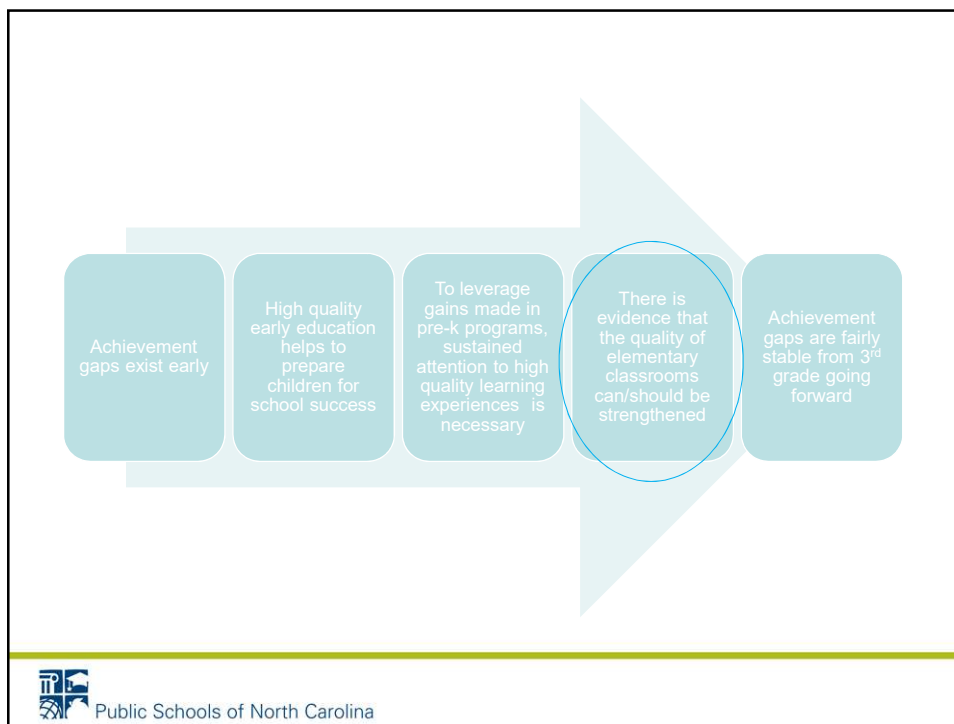 Achievement
gaps exist early
High quality
early education
helps to
prepare
children for
school success
To leverage
gains made in
pre-k programs,
sustained
attention to high
quality learning
experiences is
necessary
There is
evidence that
the quality of
elementary
classrooms
can/should be
strengthened
Achievement
gaps are fairly
stable from 3rd
grade going
forward
Public Schools of North Carolina